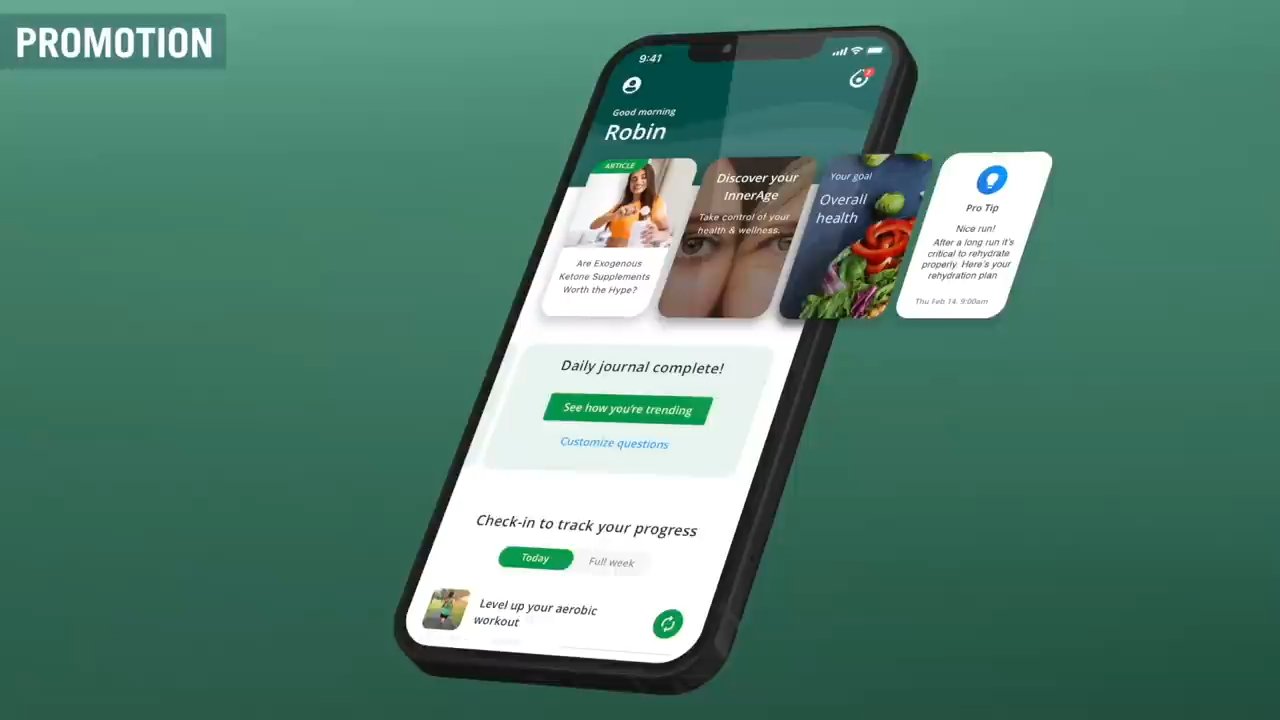 PROMOTION
9:41
Good morning
Robin
ARTICLE
Are Exogenous
Ketone Supplements
Worth the Hype?
Discover your
InnerAge
Take control of your
health & wellness.
Your goal
Overall
health
Pro Tip
Nice run!
After a long run it's
critical to rehydrate
properly. Here's your
rehydration plan
Thu Feb 14, 9:00am
Daily journal complete!
See how you're trending
Customize questions
Check-in to track your progress
Today
Full week
Level up your aerobic
workout